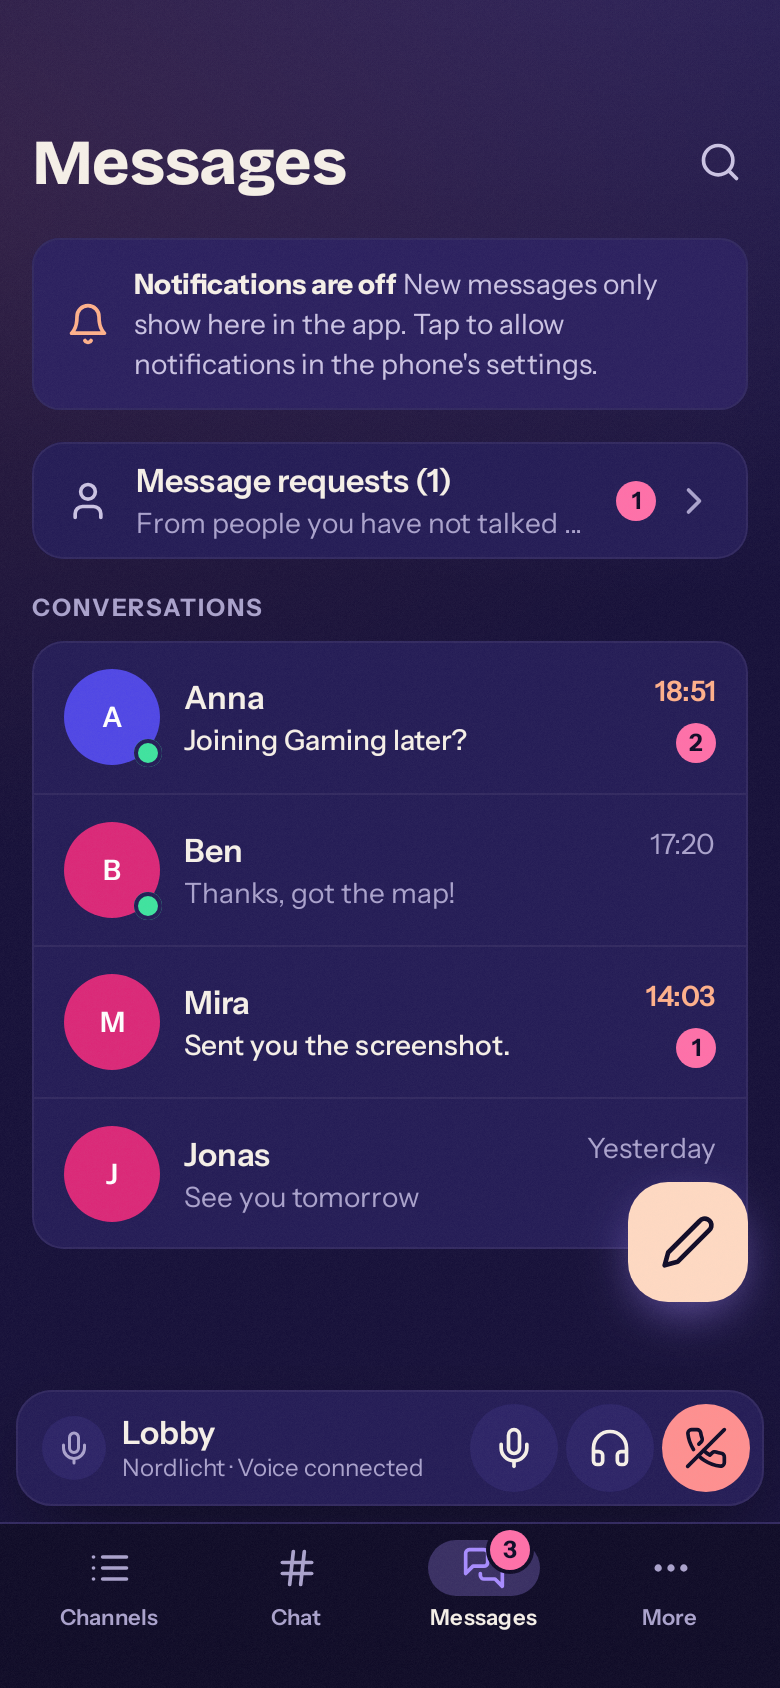 Messages
Notifications are off New messages only
show here in the app. Tap to allow
notifications in the phone's settings.
Message requests (1)
From people you have not talked ...
1
CONVERSATIONS
A
Anna
18:51
Joining Gaming later?
2
B
Ben
17:20
Thanks, got the map!
M
Mira
14:03
Sent you the screenshot.
1
J
Jonas
Yesterday
See you tomorrow
Lobby
Nordlicht · Voice connected
3
Channels
Chat
Messages
More